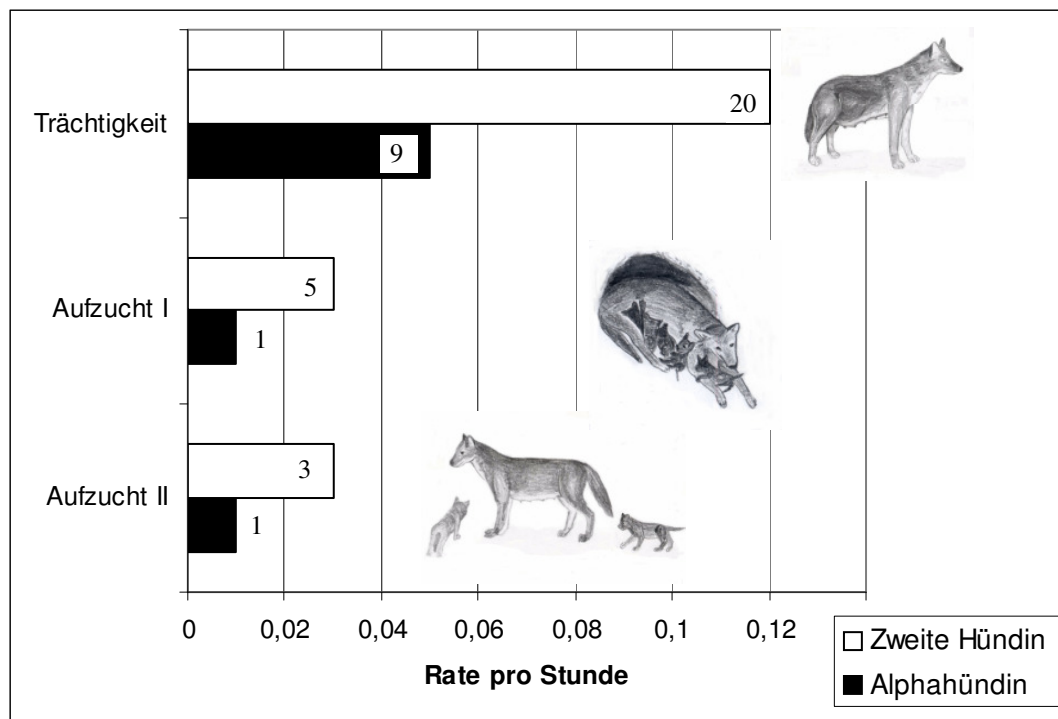 Trächtigkeit
20
9
Aufzucht I
5
1
Aufzucht II
3
1
0 0,02 0,04 0,06 0,08 0,1 0,12
Rate pro Stunde
Zweite Hündin
Alphahündin